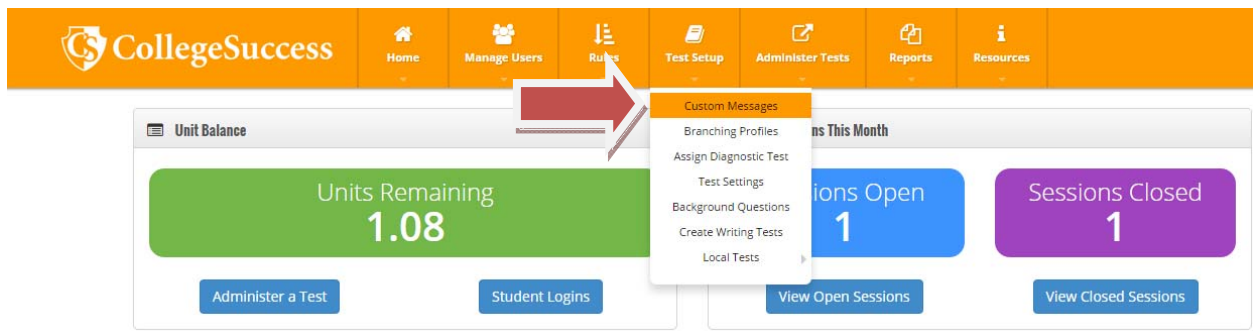 CS CollegeSuccess
Home
Manage Users
Rules
Test Setup
Administer Tests
Reports
Resources
Custom Messages
Branching Profiles
Assign Diagnostic Test
Test Settings
Background Questions
Create Writing Tests
Local Tests
Unit Balance
Units Remaining
1.08
Administer a Test
Student Logins
This Month
Open
1
View Open Sessions
Sessions Closed
1
View Closed Sessions